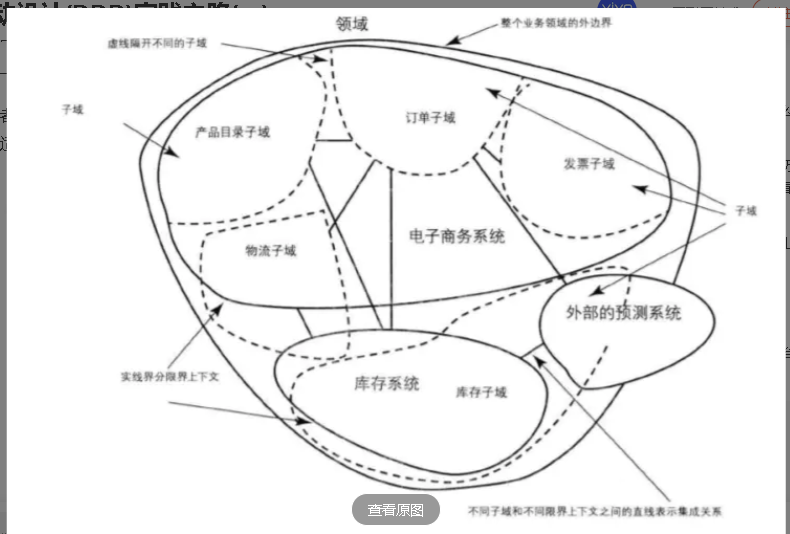 领域
整个业务领域的外边界
虚线隔开不同的子域
子域
产品目录子域
订单子域
发票子域
子域
电子商务系统
物流子域
外部的预测系统
实线界分限界上下文
库存系统
库存子域
查看原图
不同子域和不同限界上下文之间的直线表示集成关系